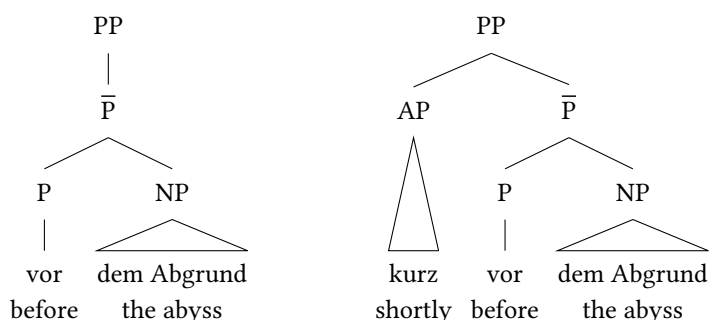 PP PP
P̅ AP P̅
P NP P NP
vor dem Abgrund kurz vor dem Abgrund
before the abyss shortly before the abyss